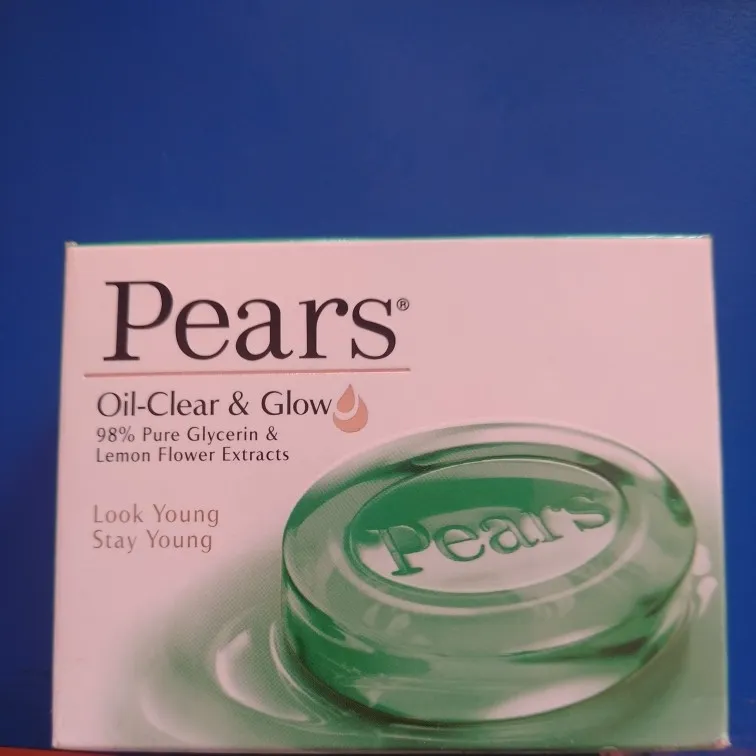 Pears®
Oil-Clear & Glow
98% Pure Glycerin &
Lemon Flower Extracts
Look Young
Stay Young
Pears